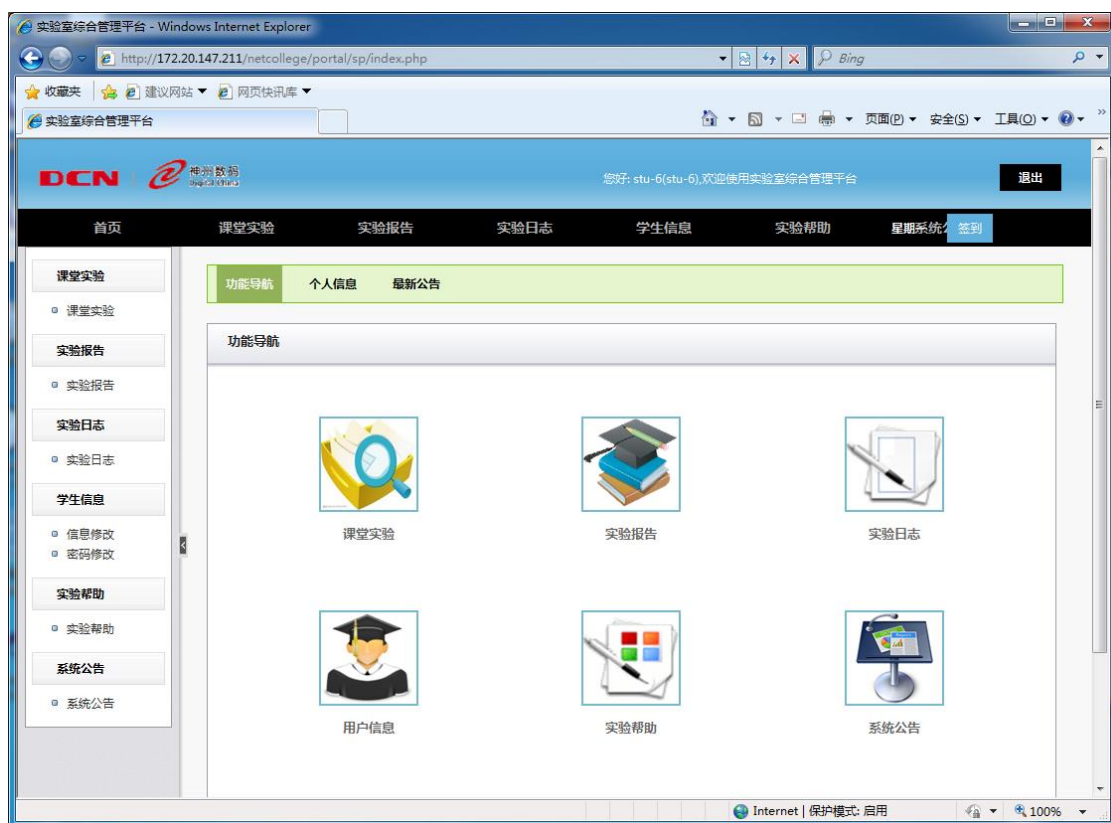 实验室综合管理平台 - Windows Internet Explorer
http://172.20.147.211/netcollege/portal/sp/index.php
Bing
收藏夹 建议网站 网页快讯库
实验室综合管理平台
页面(P) 安全(S) 工具(O)
DCN 神州数码
Digital China
您好: stu-6(stu-6),欢迎使用实验室综合管理平台
退出
首页 课堂实验 实验报告 实验日志 学生信息 实验帮助 星期系统 签到
课堂实验
课堂实验
实验报告
实验报告
实验日志
实验日志
学生信息
信息修改
密码修改
实验帮助
实验帮助
系统公告
系统公告
功能导航 个人信息 最新公告
功能导航
课堂实验 实验报告 实验日志
用户信息 实验帮助 系统公告
Internet | 保护模式: 启用
100%